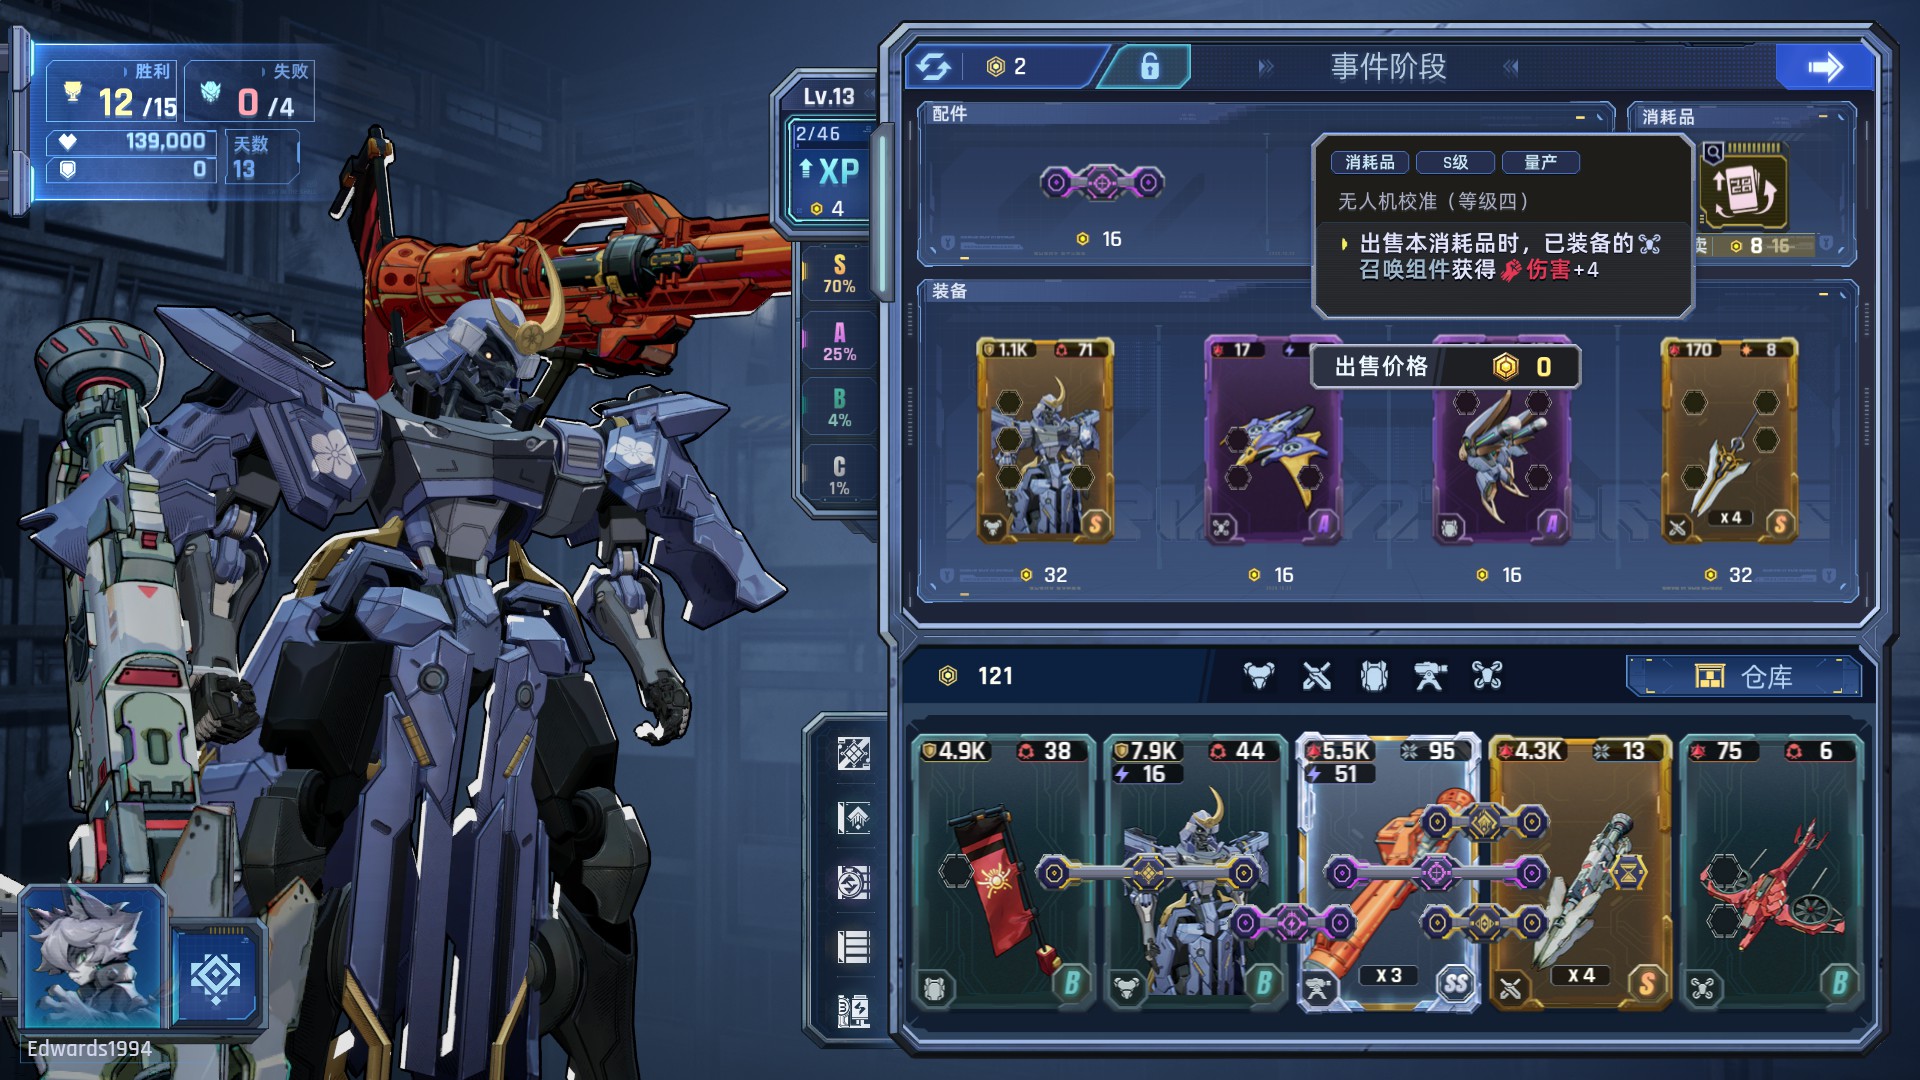 胜利
12 /15
失败
0 /4
139,000
0
天数
13
Lv.13
2/46
XP
4
S
70%
A
25%
B
4%
C
1%
2
事件阶段
配件
16
消耗品
卖 8 16
消耗品 S级 量产
无人机校准（等级四）
出售本消耗品时，已装备的
召唤组件获得 伤害+4
出售价格 0
装备
1.1K 71
S
32
17
A
16
A
16
170 8
x4
S
32
121
仓库
4.9K 38
B
7.9K 44
16
B
5.5K 95
51
x3
SS
4.3K 13
x4
S
75 6
B
Edwards1994